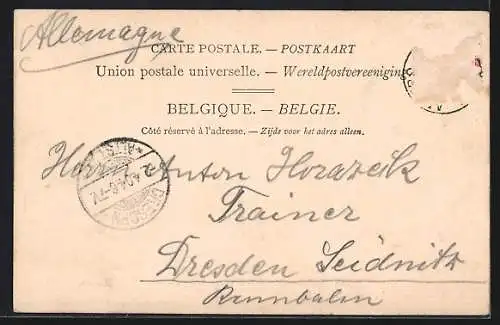 Allemagne
CARTE POSTALE. — POSTKAART
Union postale universelle. — Wereldpostvereeniging
BELGIQUE. — BELGIE.
Côté réservé à l'adresse. — Zijde voor het adres alleen.
Herrn Anton
Trainer
Dresden Seidnitz
Rennbahn